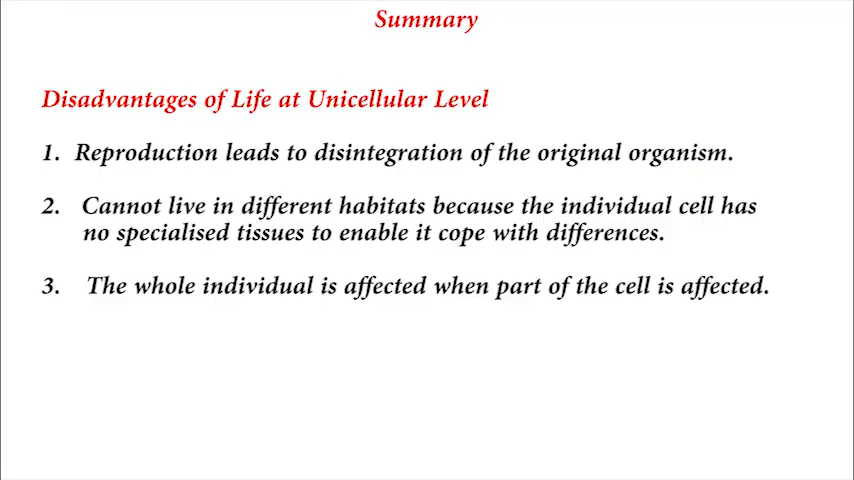 Summary
Disadvantages of Life at Unicellular Level
1. Reproduction leads to disintegration of the original organism.
2. Cannot live in different habitats because the individual cell has
no specialised tissues to enable it cope with differences.
3. The whole individual is affected when part of the cell is affected.